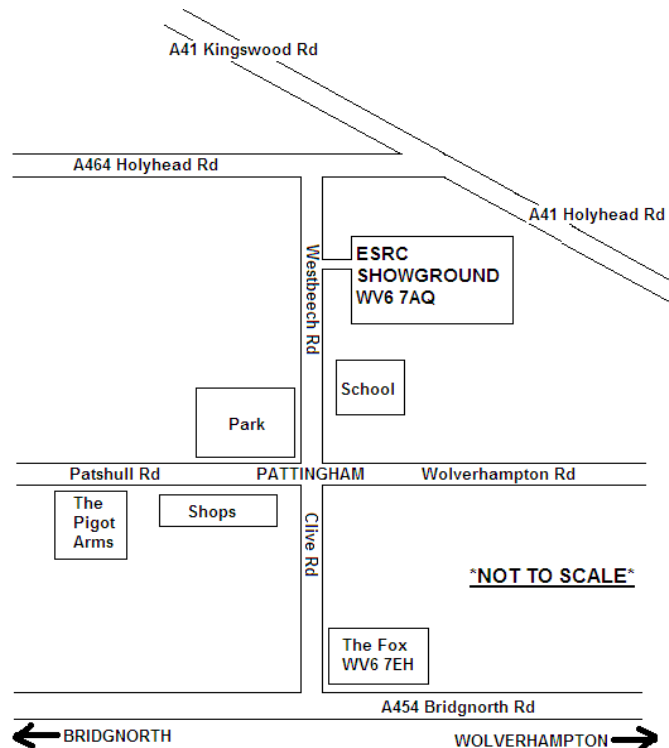 A41 Kingswood Rd
A464 Holyhead Rd
A41 Holyhead Rd
Westbeech Rd
ESRC
SHOWGROUND
WV6 7AQ
School
Park
Patshull Rd
PATTINGHAM
Wolverhampton Rd
The
Pigot
Arms
Shops
Clive Rd
*NOT TO SCALE*
The Fox
WV6 7EH
A454 Bridgnorth Rd
BRIDGNORTH
WOLVERHAMPTON